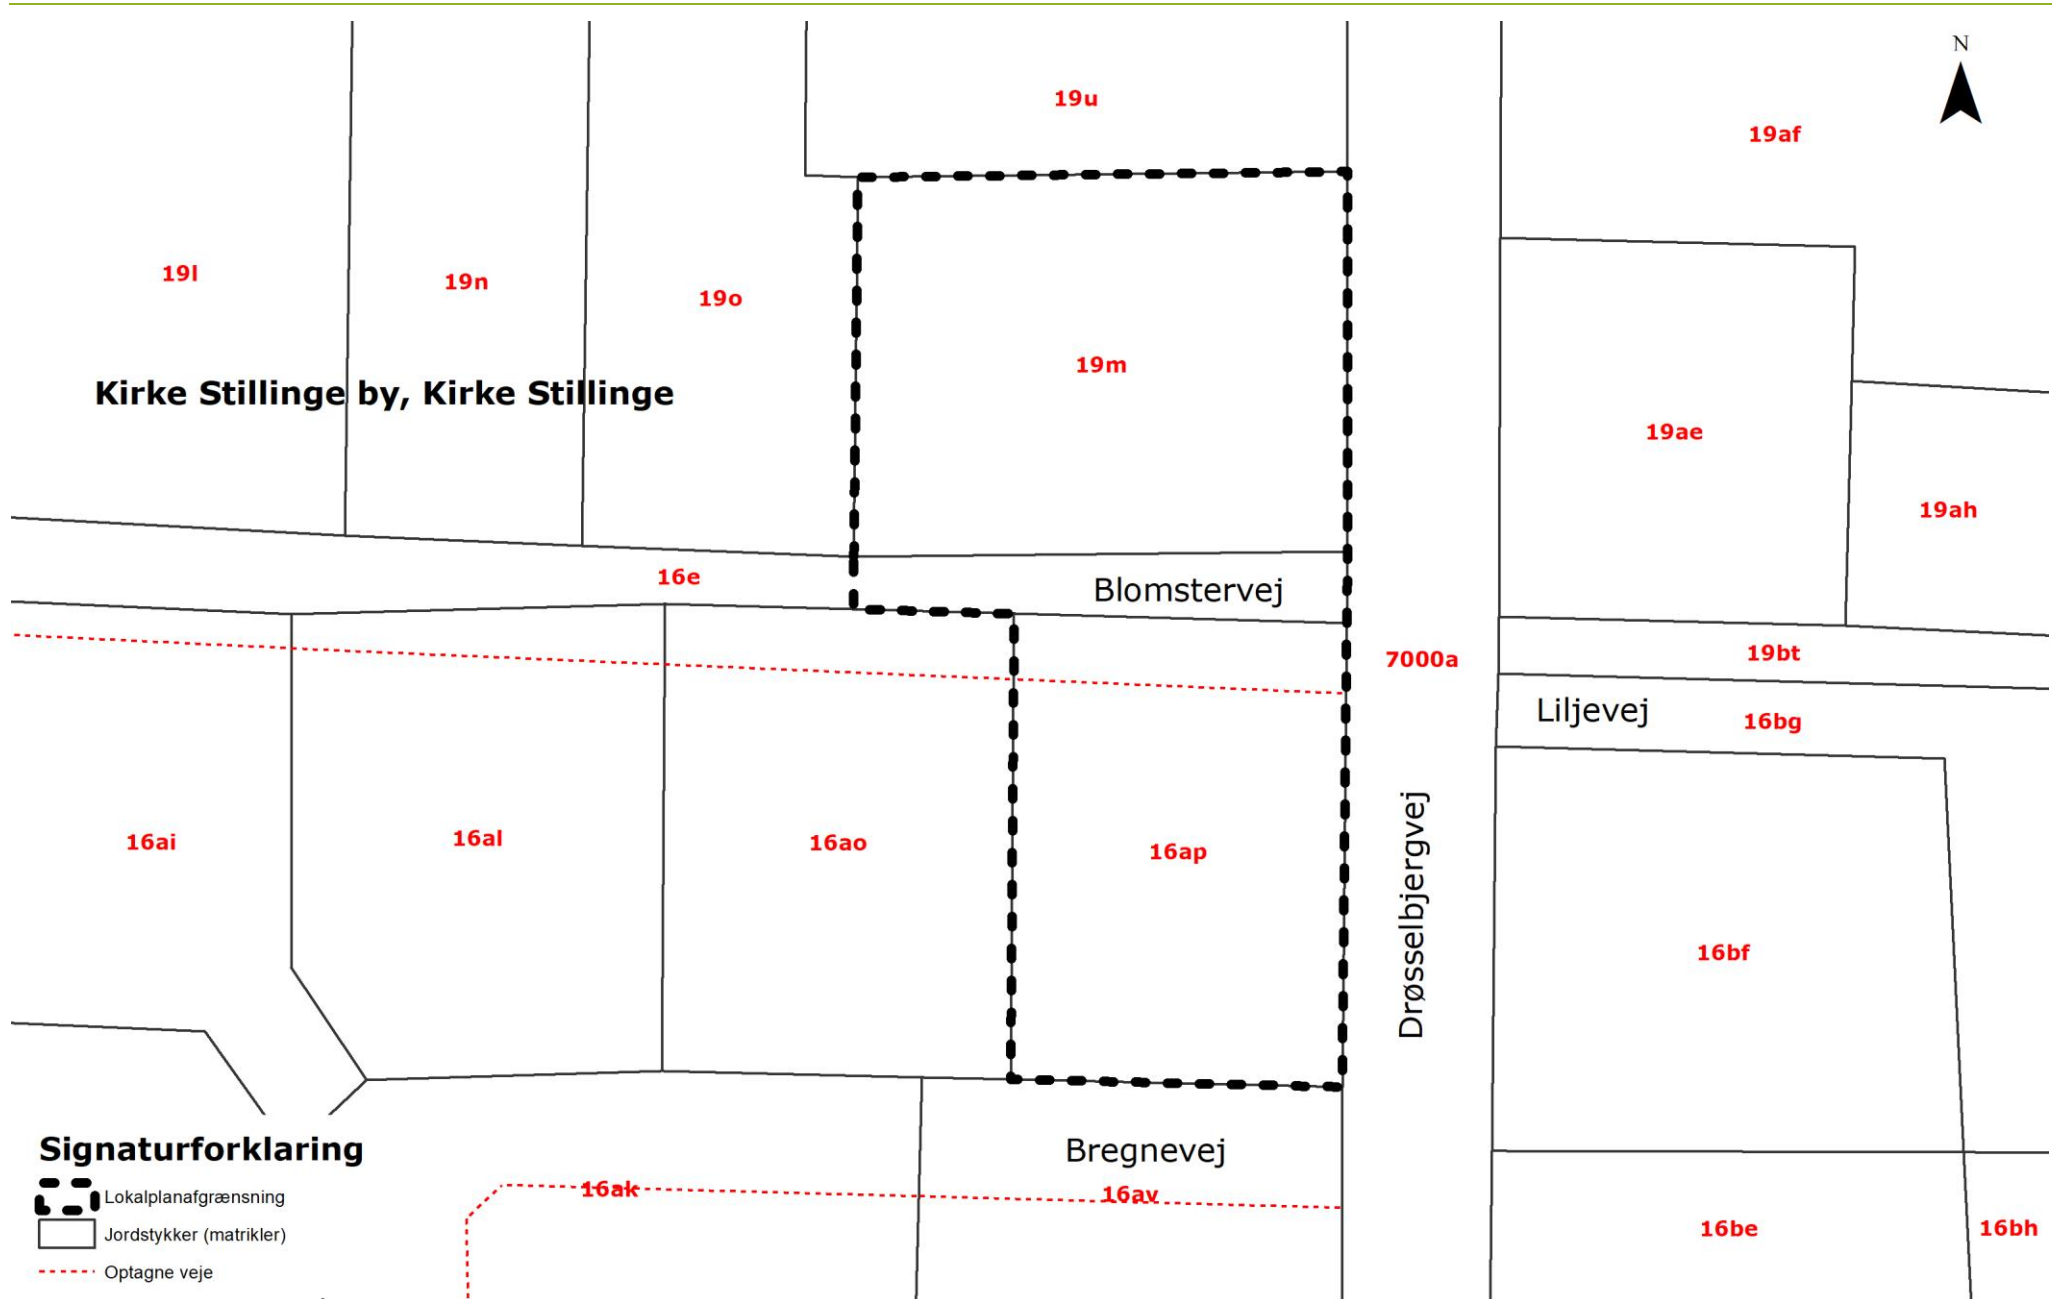 N
19u
19af
19l
19n
19o
19m
Kirke Stillinge by, Kirke Stillinge
19ae
19ah
16e
Blomstervej
7000a
19bt
Liljevej
16bg
16ai
16al
16ao
16ap
Drøsselbjergvej
16bf
Bregnevej
16ak
16av
16be
16bh
Signaturforklaring
Lokalplanafgrænsning
Jordstykker (matrikler)
Optagne veje